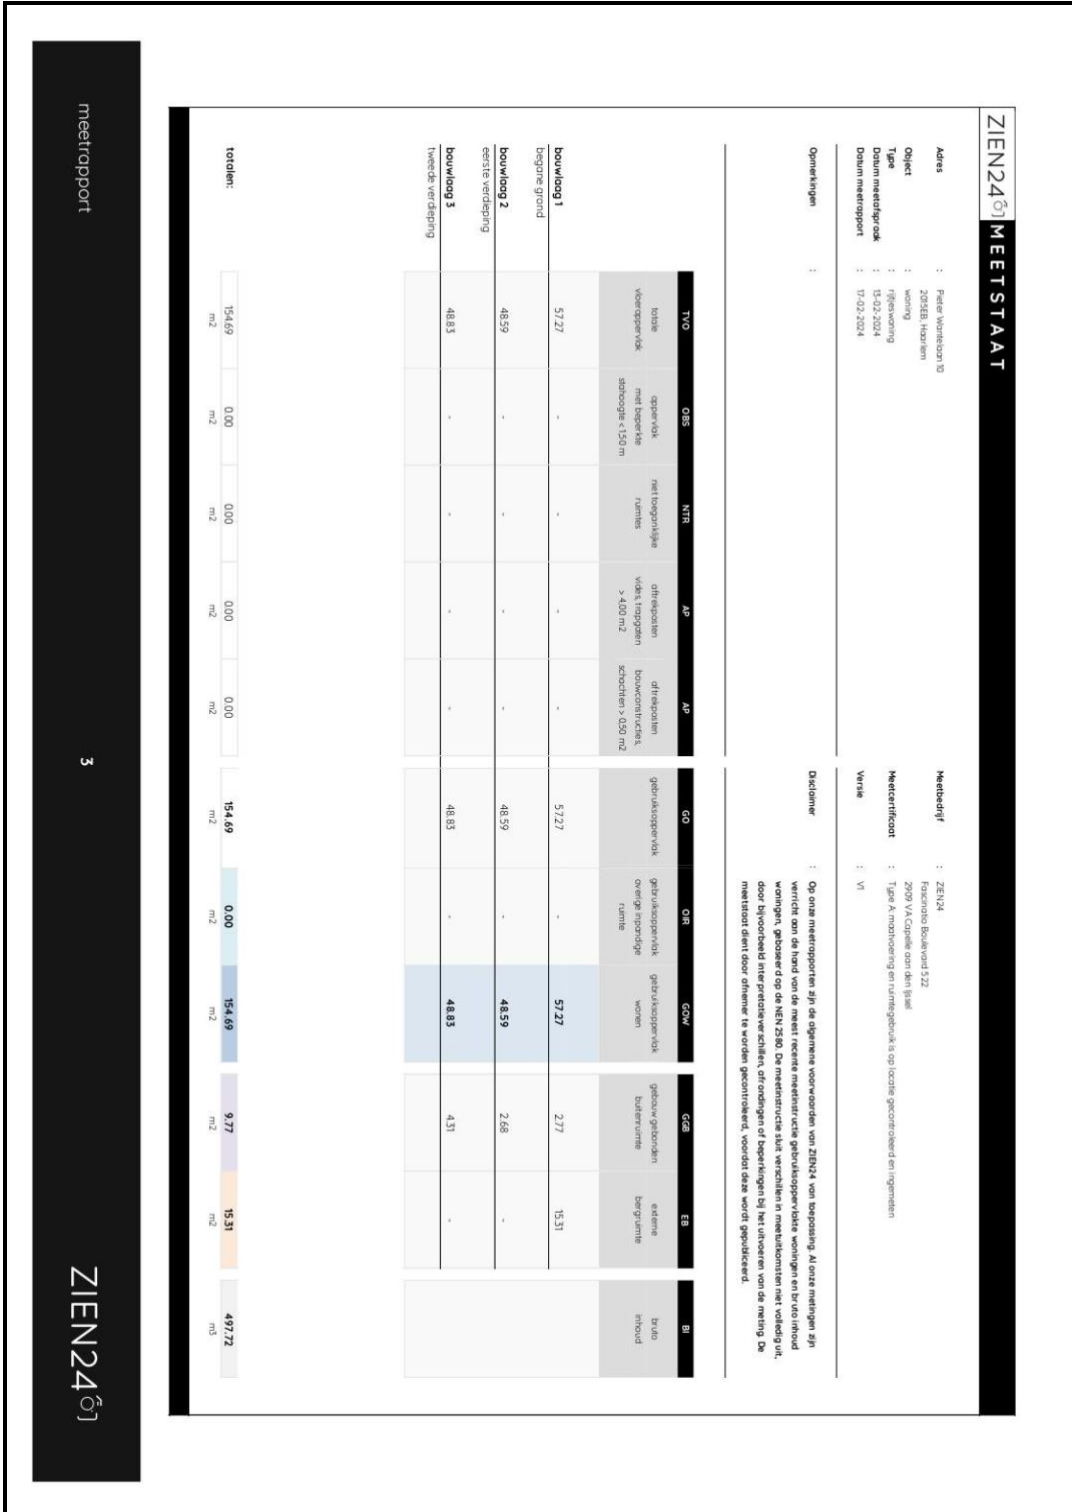 ZIEN24 MEETSTAAT
Adres : Pieter Wantelaan 10
2015EB, Haarlem
Object : woning
Type : rijtjeswoning
Datum meetafspraak : 13-02-2024
Datum meetrapport : 17-02-2024
Meetbedrijf : ZIEN24
Fascinatio Boulevard 522
2909 VA Capelle aan den IJssel
Meetcertificaat : Type A: maatvoering en ruimtegebruik is op locatie gecontroleerd en ingemeten
Versie : V1
Opmerkingen :
Disclaimer : Op onze meetrapporten zijn de algemene voorwaarden van ZIEN24 van toepassing. Al onze metingen zijn
verricht aan de hand van de meest recente meetinstructie gebruiksoppervlakte woningen en bruto inhoud
woningen, gebaseerd op de NEN 2580. De meetinstructie sluit verschillen in meetuitkomsten niet volledig uit,
door bijvoorbeeld interpretatieverschillen, afrondingen of beperkingen bij het uitvoeren van de meting. De
meetstaat dient door afnemer te worden gecontroleerd, voordat deze wordt gepubliceerd.
TVO OBS NTR AP AP GO OIR GOW GGB EB BI
totale oppervlak niet toegankelijke aftrekposten aftrekposten gebruiksoppervlak gebruiksoppervlak gebruiksoppervlak gebouw gebonden externe bruto
vloeroppervlak met beperkte ruimtes vides, trapgaten bouwconstructies, overige inpandige wonen buitenruimte bergruimte inhoud
stahoogte < 1,50 m > 4,00 m2 schachten > 0,50 m2 ruimte
bouwlaag 1 57.27 - - - - 57.27 - 57.27 2.77 15.31
begane grond
bouwlaag 2 48.59 - - - - 48.59 - 48.59 2.68 -
eerste verdieping
bouwlaag 3 48.83 - - - - 48.83 - 48.83 4.31 -
tweede verdieping
totalen: 154.69 0.00 0.00 0.00 0.00 154.69 0.00 154.69 9.77 15.31 497.72
m2 m2 m2 m2 m2 m2 m2 m2 m2 m2 m3
meetrapport 3 ZIEN24